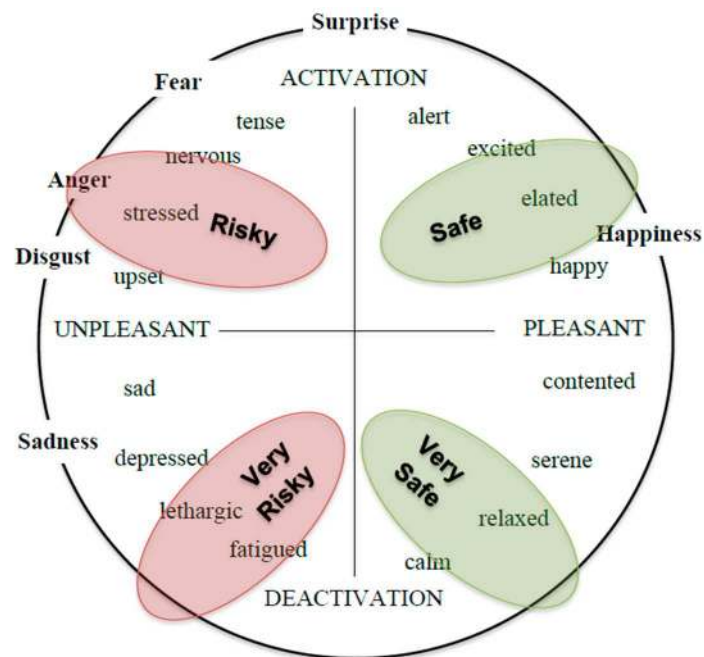 Surprise
ACTIVATION
Fear
tense
alert
nervous
excited
Anger
stressed
Risky
Safe
elated
Disgust
Happiness
upset
happy
UNPLEASANT
PLEASANT
sad
contented
Sadness
depressed
Very
Risky
Very
Safe
serene
lethargic
relaxed
fatigued
calm
DEACTIVATION